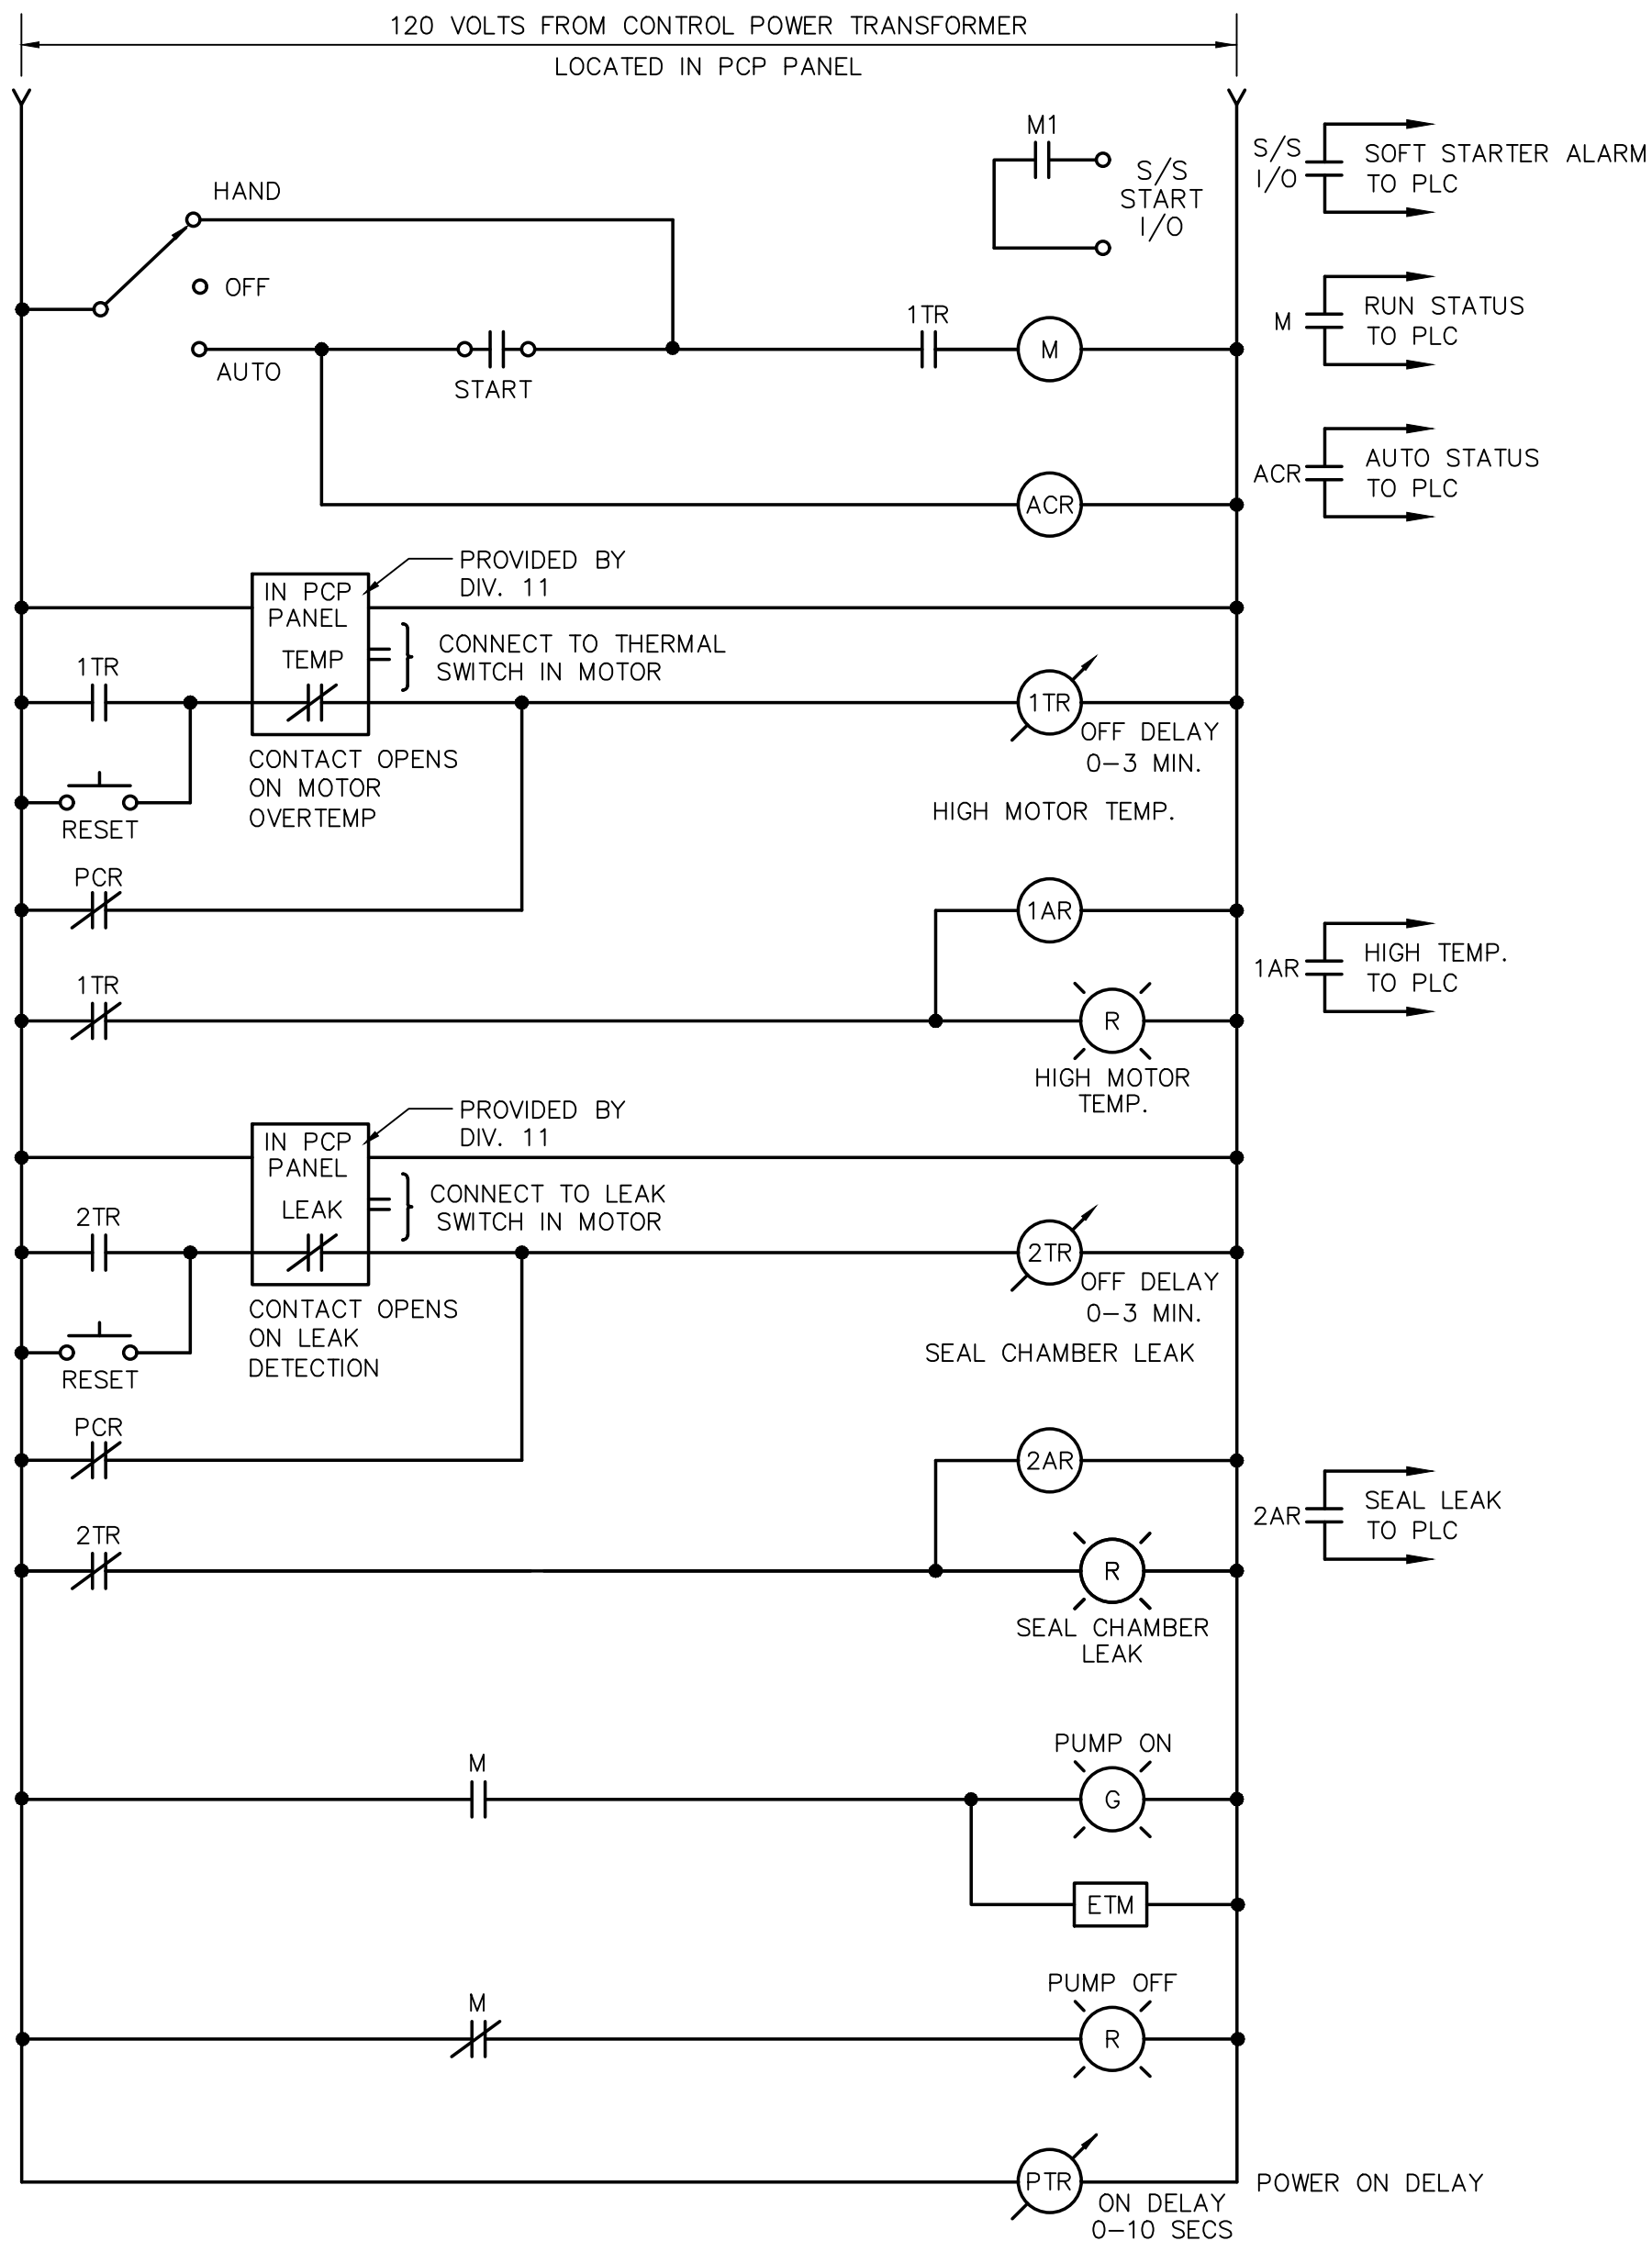 120 VOLTS FROM CONTROL POWER TRANSFORMER
LOCATED IN PCP PANEL
M1
S/S
START
I/O
S/S
I/O
SOFT STARTER ALARM
TO PLC
HAND
OFF
AUTO
START
1TR
M
M
RUN STATUS
TO PLC
ACR
ACR
AUTO STATUS
TO PLC
IN PCP
PANEL
TEMP
PROVIDED BY
DIV. 11
CONNECT TO THERMAL
SWITCH IN MOTOR
1TR
1TR
OFF DELAY
0-3 MIN.
CONTACT OPENS
ON MOTOR
OVERTEMP
RESET
HIGH MOTOR TEMP.
PCR
1AR
1AR
HIGH TEMP.
TO PLC
1TR
R
HIGH MOTOR
TEMP.
IN PCP
PANEL
LEAK
PROVIDED BY
DIV. 11
CONNECT TO LEAK
SWITCH IN MOTOR
2TR
2TR
OFF DELAY
0-3 MIN.
CONTACT OPENS
ON LEAK
DETECTION
RESET
SEAL CHAMBER LEAK
PCR
2AR
2AR
SEAL LEAK
TO PLC
2TR
R
SEAL CHAMBER
LEAK
M
PUMP ON
G
ETM
M
PUMP OFF
R
PTR
POWER ON DELAY
ON DELAY
0-10 SECS